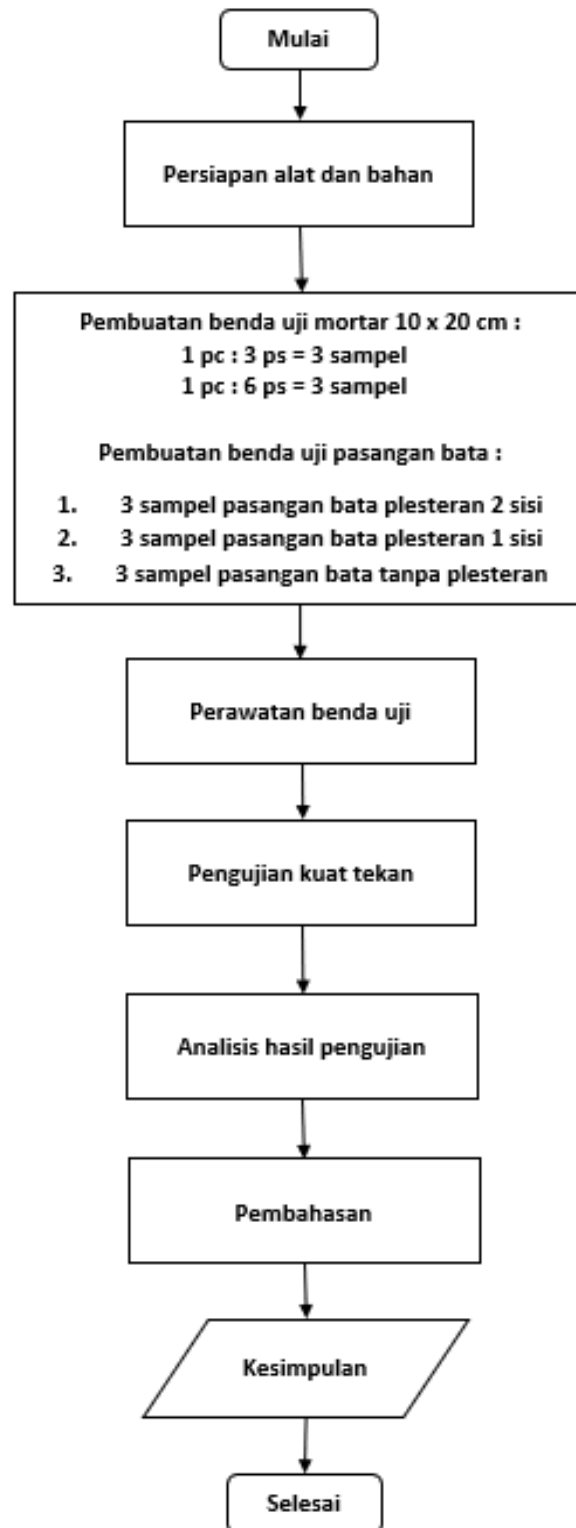 Mulai
Persiapan alat dan bahan
Pembuatan benda uji mortar 10 x 20 cm :
1 pc : 3 ps = 3 sampel
1 pc : 6 ps = 3 sampel
Pembuatan benda uji pasangan bata :
1. 3 sampel pasangan bata plesteran 2 sisi
2. 3 sampel pasangan bata plesteran 1 sisi
3. 3 sampel pasangan bata tanpa plesteran
Perawatan benda uji
Pengujian kuat tekan
Analisis hasil pengujian
Pembahasan
Kesimpulan
Selesai